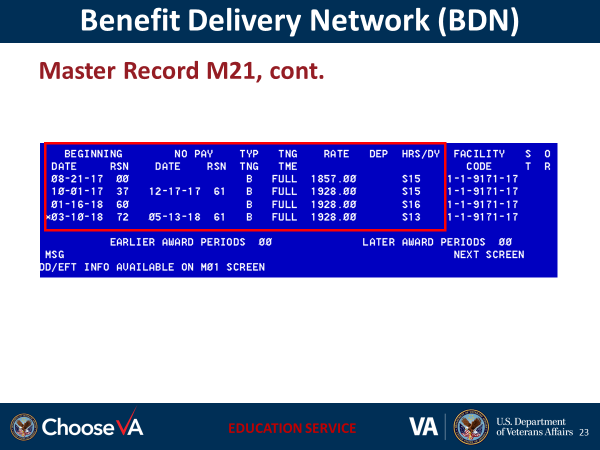 Benefit Delivery Network (BDN)
Master Record M21, cont.
BEGINNING NO PAY TYP TNG RATE DEP HRS/DY FACILITY S O
DATE RSN DATE RSN TNG TME CODE T R
08-21-17 00 B FULL 1857.00 S15 1-1-9171-17
10-01-17 37 12-17-17 61 B FULL 1928.00 S15 1-1-9171-17
01-16-18 60 B FULL 1928.00 S16 1-1-9171-17
*03-10-18 72 05-13-18 61 B FULL 1928.00 S13 1-1-9171-17
EARLIER AWARD PERIODS 00 LATER AWARD PERIODS 00
MSG NEXT SCREEN
DD/EFT INFO AVAILABLE ON M01 SCREEN
ChooseVA EDUCATION SERVICE VA U.S. Department
of Veterans Affairs 23